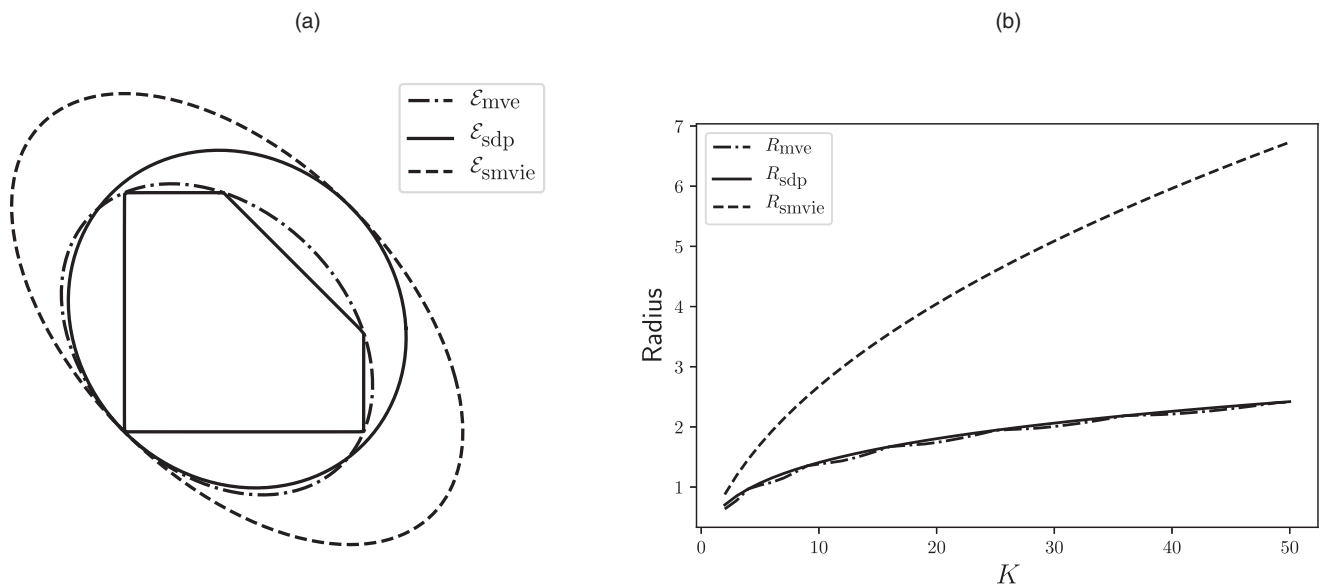 (a)
ℰmve
ℰsdp
ℰsmvie
(b)
7
6
5
4
3
2
1
Radius
Rmve
Rsdp
Rsmvie
0 10 20 30 40 50
K